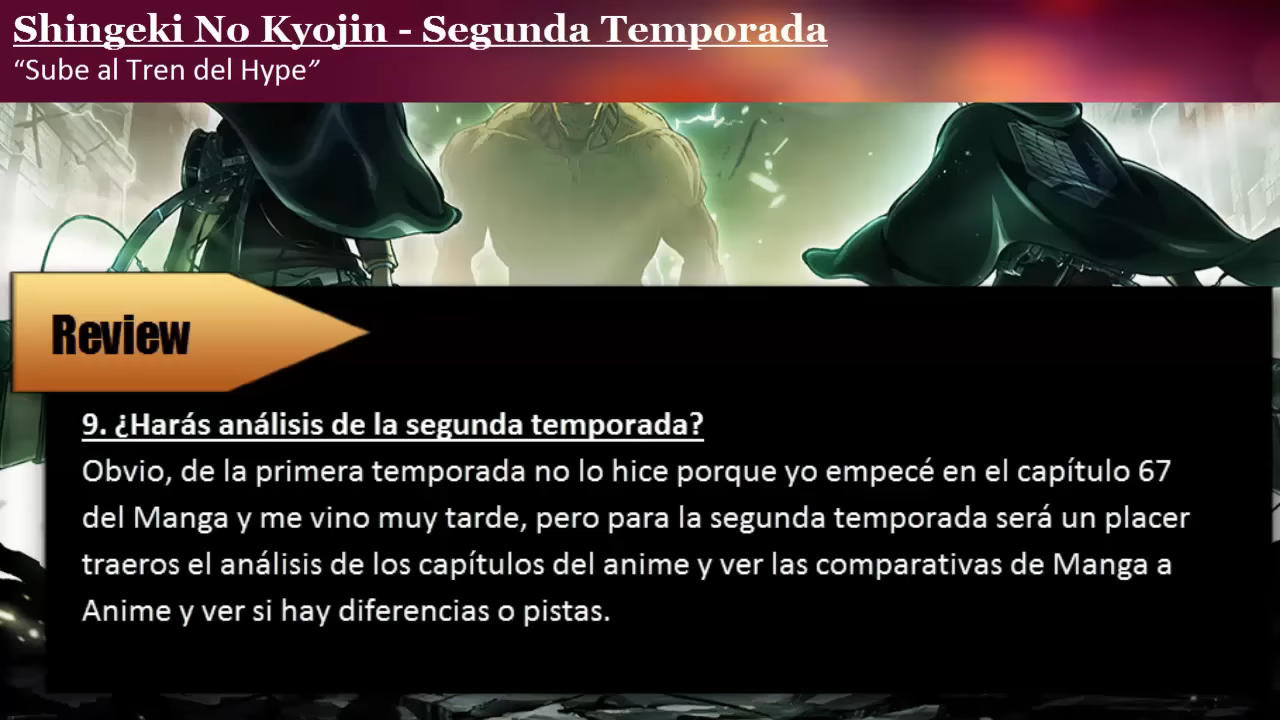 Shingeki No Kyojin - Segunda Temporada
“Sube al Tren del Hype”
Review
9. ¿Harás análisis de la segunda temporada?
Obvio, de la primera temporada no lo hice porque yo empecé en el capítulo 67
del Manga y me vino muy tarde, pero para la segunda temporada será un placer
traeros el análisis de los capítulos del anime y ver las comparativas de Manga a
Anime y ver si hay diferencias o pistas.